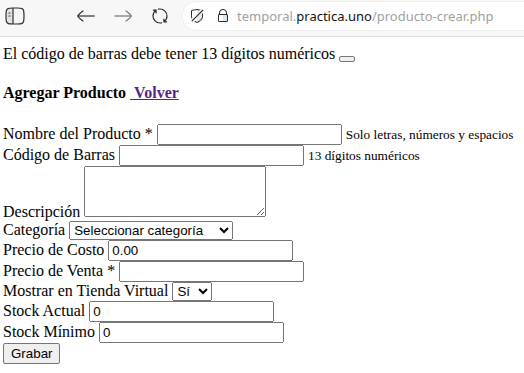 temporal.practica.uno/producto-crear.php
El código de barras debe tener 13 dígitos numéricos
Agregar Producto Volver
Nombre del Producto * Solo letras, números y espacios
Código de Barras 13 dígitos numéricos
Descripción
Categoría Seleccionar categoría
Precio de Costo 0.00
Precio de Venta *
Mostrar en Tienda Virtual Sí
Stock Actual 0
Stock Mínimo 0
Grabar